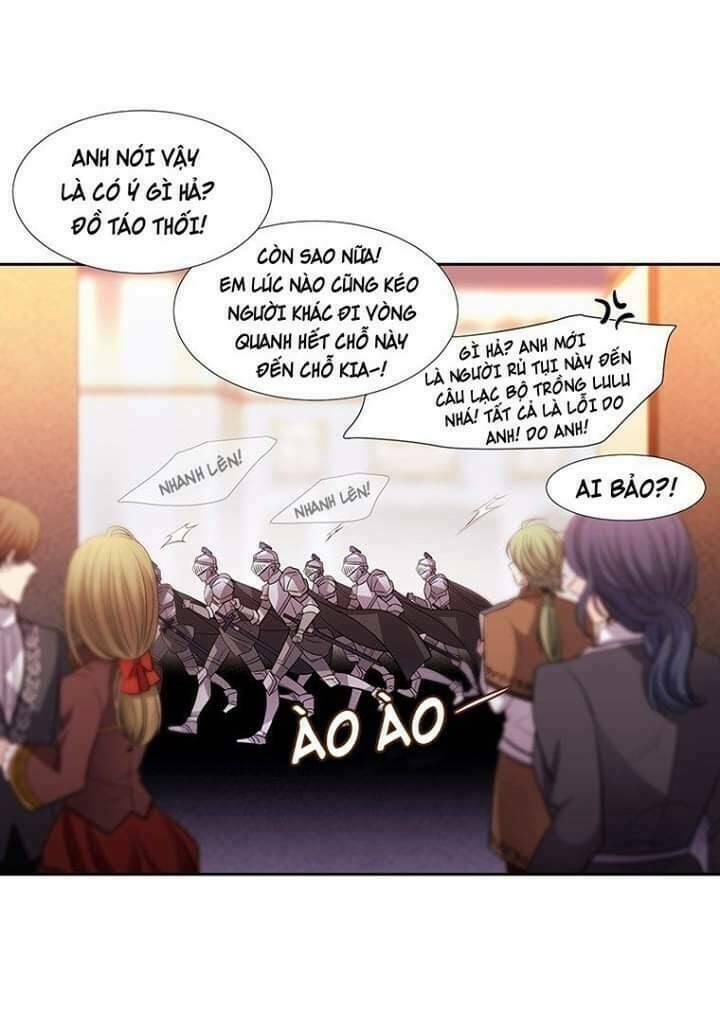 ANH NÓI VẬY
LÀ CÓ Ý GÌ HẢ?
ĐỒ TÁO THỐI!
CÒN SAO NỮA!
EM LÚC NÀO CŨNG KÉO
NGƯỜI KHÁC ĐI VÒNG
QUANH HẾT CHỖ NÀY
ĐẾN CHỖ KIA~!
GÌ HẢ? ANH MỚI
LÀ NGƯỜI RỦ TỤI NÀY ĐẾN
CÂU LẠC BỘ TRỒNG LULU
NHÁ! TẤT CẢ LÀ LỖI DO
ANH! DO ANH!
AI BẢO?!
NHANH LÊN!
NHANH LÊN!
ÀO ÀO